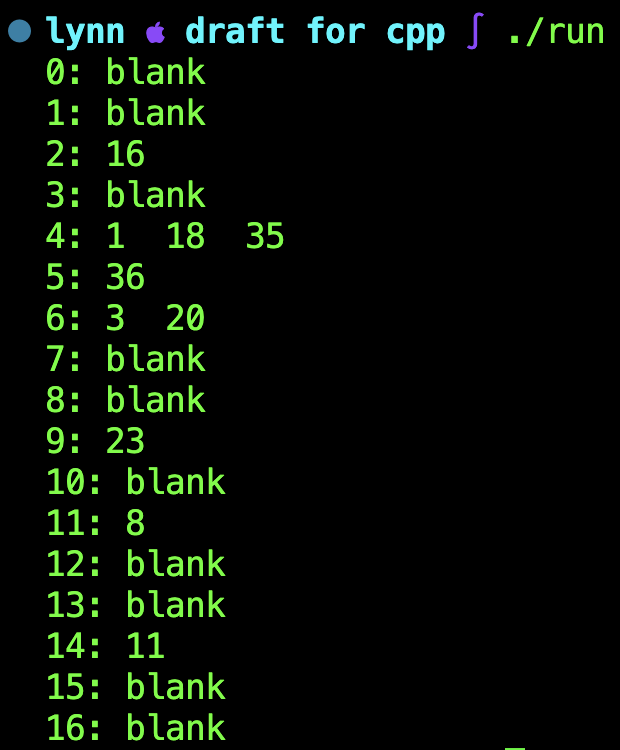 lynn  draft for cpp ∫ ./run
0: blank
1: blank
2: 16
3: blank
4: 1  18  35
5: 36
6: 3  20
7: blank
8: blank
9: 23
10: blank
11: 8
12: blank
13: blank
14: 11
15: blank
16: blank